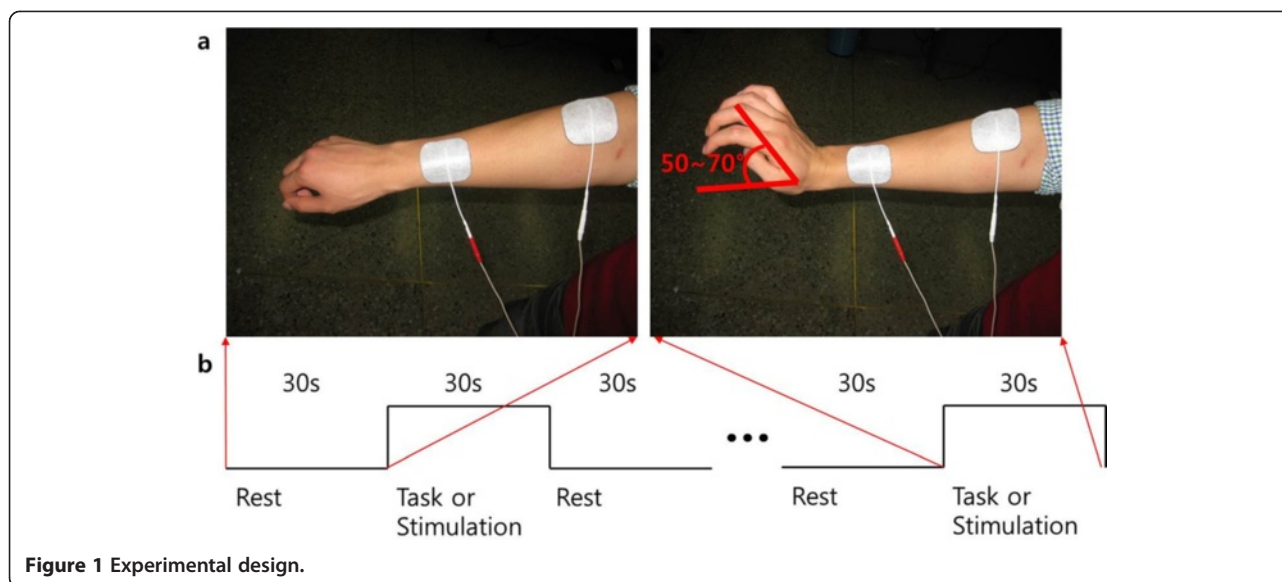 a
50~70°
b
30s 30s 30s 30s 30s
Rest Task or Stimulation Rest ••• Rest Task or Stimulation
Figure 1 Experimental design.